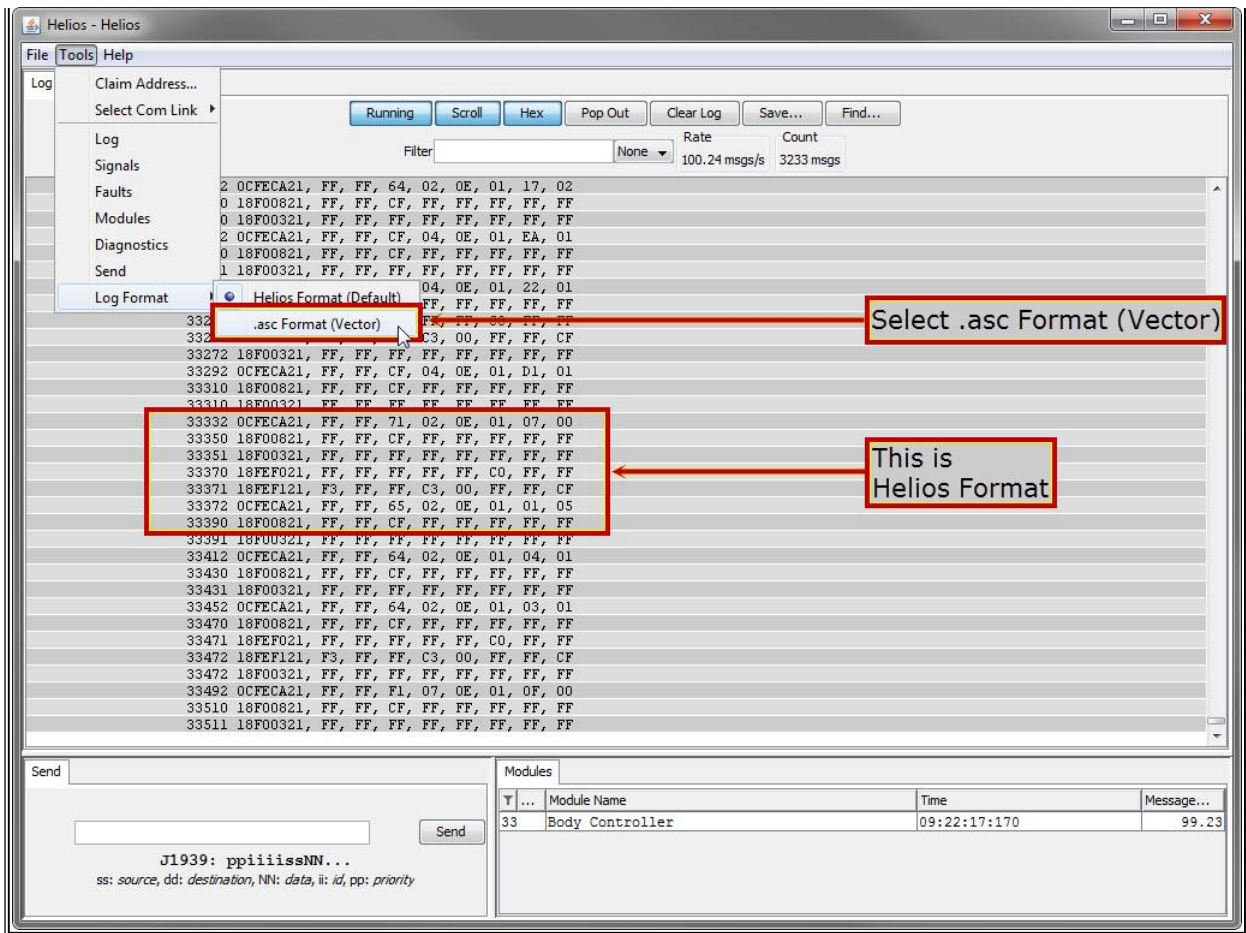 Helios - Helios
File Tools Help
Log
Claim Address...
Select Com Link
Log
Signals
Faults
Modules
Diagnostics
Send
Log Format
Helios Format (Default)
.asc Format (Vector)
Running Scroll Hex Pop Out Clear Log Save... Find...
Filter None
Rate
100.24 msgs/s
Count
3233 msgs
2 0CFECA21, FF, FF, 64, 02, 0E, 01, 17, 02
0 18F00821, FF, FF, CF, FF, FF, FF, FF, FF
0 18F00321, FF, FF, FF, FF, FF, FF, FF, FF
2 0CFECA21, FF, FF, CF, 04, 0E, 01, EA, 01
0 18F00821, FF, FF, CF, FF, FF, FF, FF, FF
1 18F00321, FF, FF, FF, FF, FF, FF, FF, FF
04, 0E, 01, 22, 01
FF, FF, FF, FF, FF
332
332 C3, 00, FF, FF, CF
33272 18F00321, FF, FF, FF, FF, FF, FF, FF, FF
33292 0CFECA21, FF, FF, CF, 04, 0E, 01, D1, 01
33310 18F00821, FF, FF, CF, FF, FF, FF, FF, FF
33310 18F00321, FF, FF, FF, FF, FF, FF, FF, FF
33332 0CFECA21, FF, FF, 71, 02, 0E, 01, 07, 00
33350 18F00821, FF, FF, CF, FF, FF, FF, FF, FF
33351 18F00321, FF, FF, FF, FF, FF, FF, FF, FF
33370 18FEF021, FF, FF, FF, FF, FF, C0, FF, FF
33371 18FEF121, F3, FF, FF, C3, 00, FF, FF, CF
33372 0CFECA21, FF, FF, 65, 02, 0E, 01, 01, 05
33390 18F00821, FF, FF, CF, FF, FF, FF, FF, FF
33391 18F00321, FF, FF, FF, FF, FF, FF, FF, FF
33412 0CFECA21, FF, FF, 64, 02, 0E, 01, 04, 01
33430 18F00821, FF, FF, CF, FF, FF, FF, FF, FF
33431 18F00321, FF, FF, FF, FF, FF, FF, FF, FF
33452 0CFECA21, FF, FF, 64, 02, 0E, 01, 03, 01
33470 18F00821, FF, FF, CF, FF, FF, FF, FF, FF
33471 18FEF021, FF, FF, FF, FF, FF, C0, FF, FF
33472 18FEF121, F3, FF, FF, C3, 00, FF, FF, CF
33472 18F00321, FF, FF, FF, FF, FF, FF, FF, FF
33492 0CFECA21, FF, FF, F1, 07, 0E, 01, 0F, 00
33510 18F00821, FF, FF, CF, FF, FF, FF, FF, FF
33511 18F00321, FF, FF, FF, FF, FF, FF, FF, FF
Select .asc Format (Vector)
This is
Helios Format
Send
Send
J1939: ppiiiissNN...
ss: source, dd: destination, NN: data, ii: id, pp: priority
Modules
... Module Name Time Message...
33 Body Controller 09:22:17:170 99.23